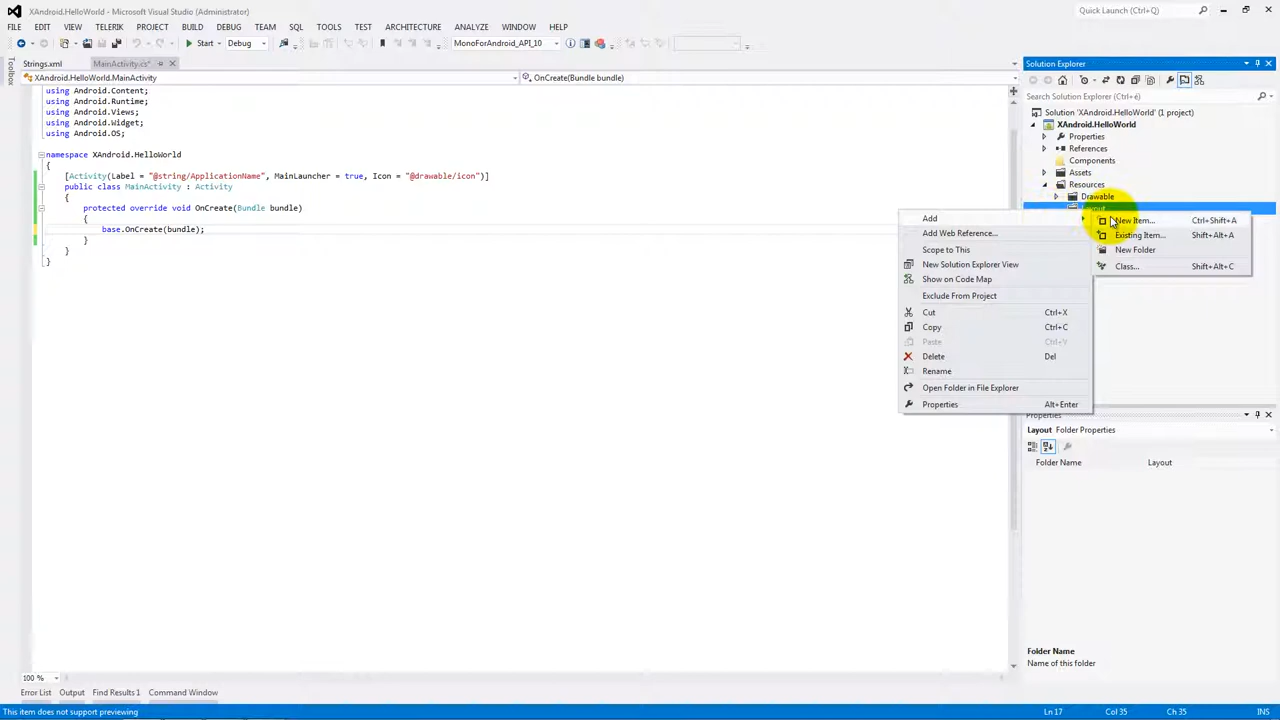 XAndroid.HelloWorld - Microsoft Visual Studio (Administrator)
Quick Launch (Ctrl+Q)
FILE EDIT VIEW TELERIK PROJECT BUILD DEBUG TEAM SQL TOOLS TEST ARCHITECTURE ANALYZE WINDOW HELP
Start Debug MonoForAndroid_API_10
Toolbox
Strings.xml MainActivity.cs*
XAndroid.HelloWorld.MainActivity OnCreate(Bundle bundle)
using Android.Content;
using Android.Runtime;
using Android.Views;
using Android.Widget;
using Android.OS;
namespace XAndroid.HelloWorld
{
[Activity(Label = "@string/ApplicationName", MainLauncher = true, Icon = "@drawable/icon")]
public class MainActivity : Activity
{
protected override void OnCreate(Bundle bundle)
{
base.OnCreate(bundle);
}
}
}
Add
Add Web Reference...
Scope to This
New Solution Explorer View
Show on Code Map
Exclude From Project
Cut Ctrl+X
Copy Ctrl+C
Paste Ctrl+V
Delete Del
Rename
Open Folder in File Explorer
Properties Alt+Enter
New Item... Ctrl+Shift+A
Existing Item... Shift+Alt+A
New Folder
Class... Shift+Alt+C
Solution Explorer
Search Solution Explorer (Ctrl+é)
Solution 'XAndroid.HelloWorld' (1 project)
XAndroid.HelloWorld
Properties
References
Components
Assets
Resources
Drawable
Layout
Properties
Layout Folder Properties
Folder Name Layout
Folder Name
Name of this folder
100 %
Error List Output Find Results 1 Command Window
This item does not support previewing Ln 17 Col 35 Ch 35 INS